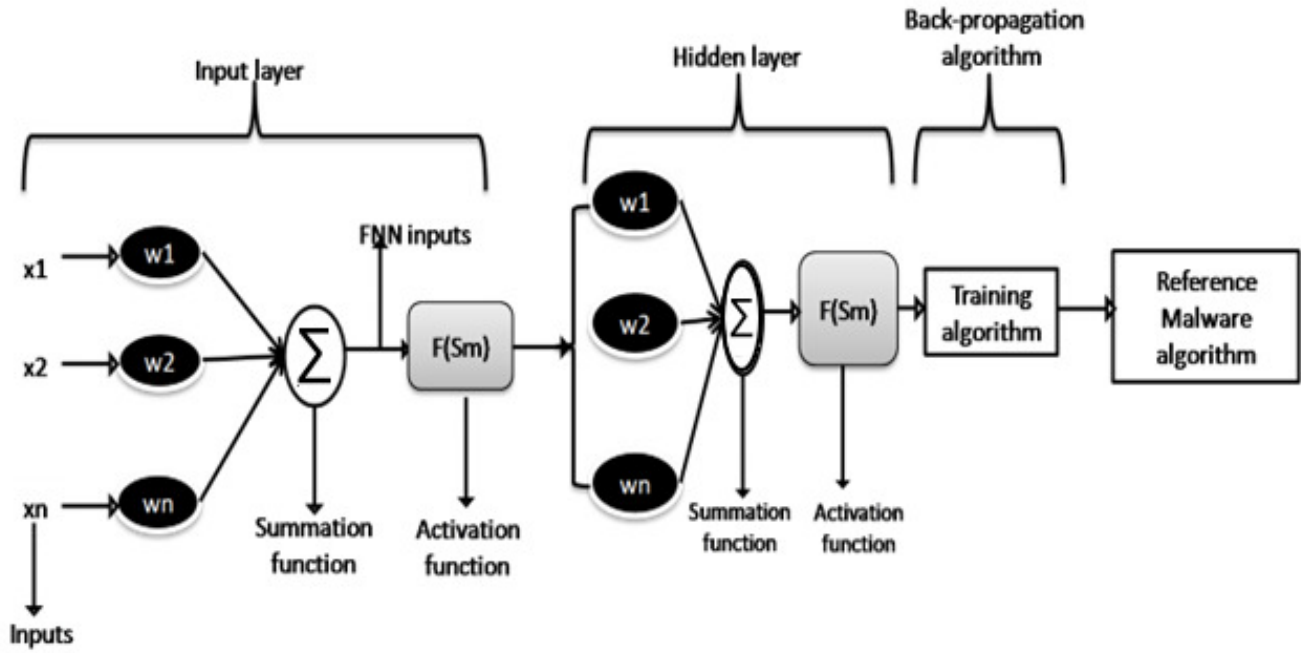 Back-propagation
algorithm
Input layer
Hidden layer
FNN inputs
x1
w1
x2
w2
xn
wn
∑
F(Sm)
Summation
function
Activation
function
Inputs
w1
w2
wn
∑
F(Sm)
Summation
function
Activation
function
Training
algorithm
Reference
Malware
algorithm